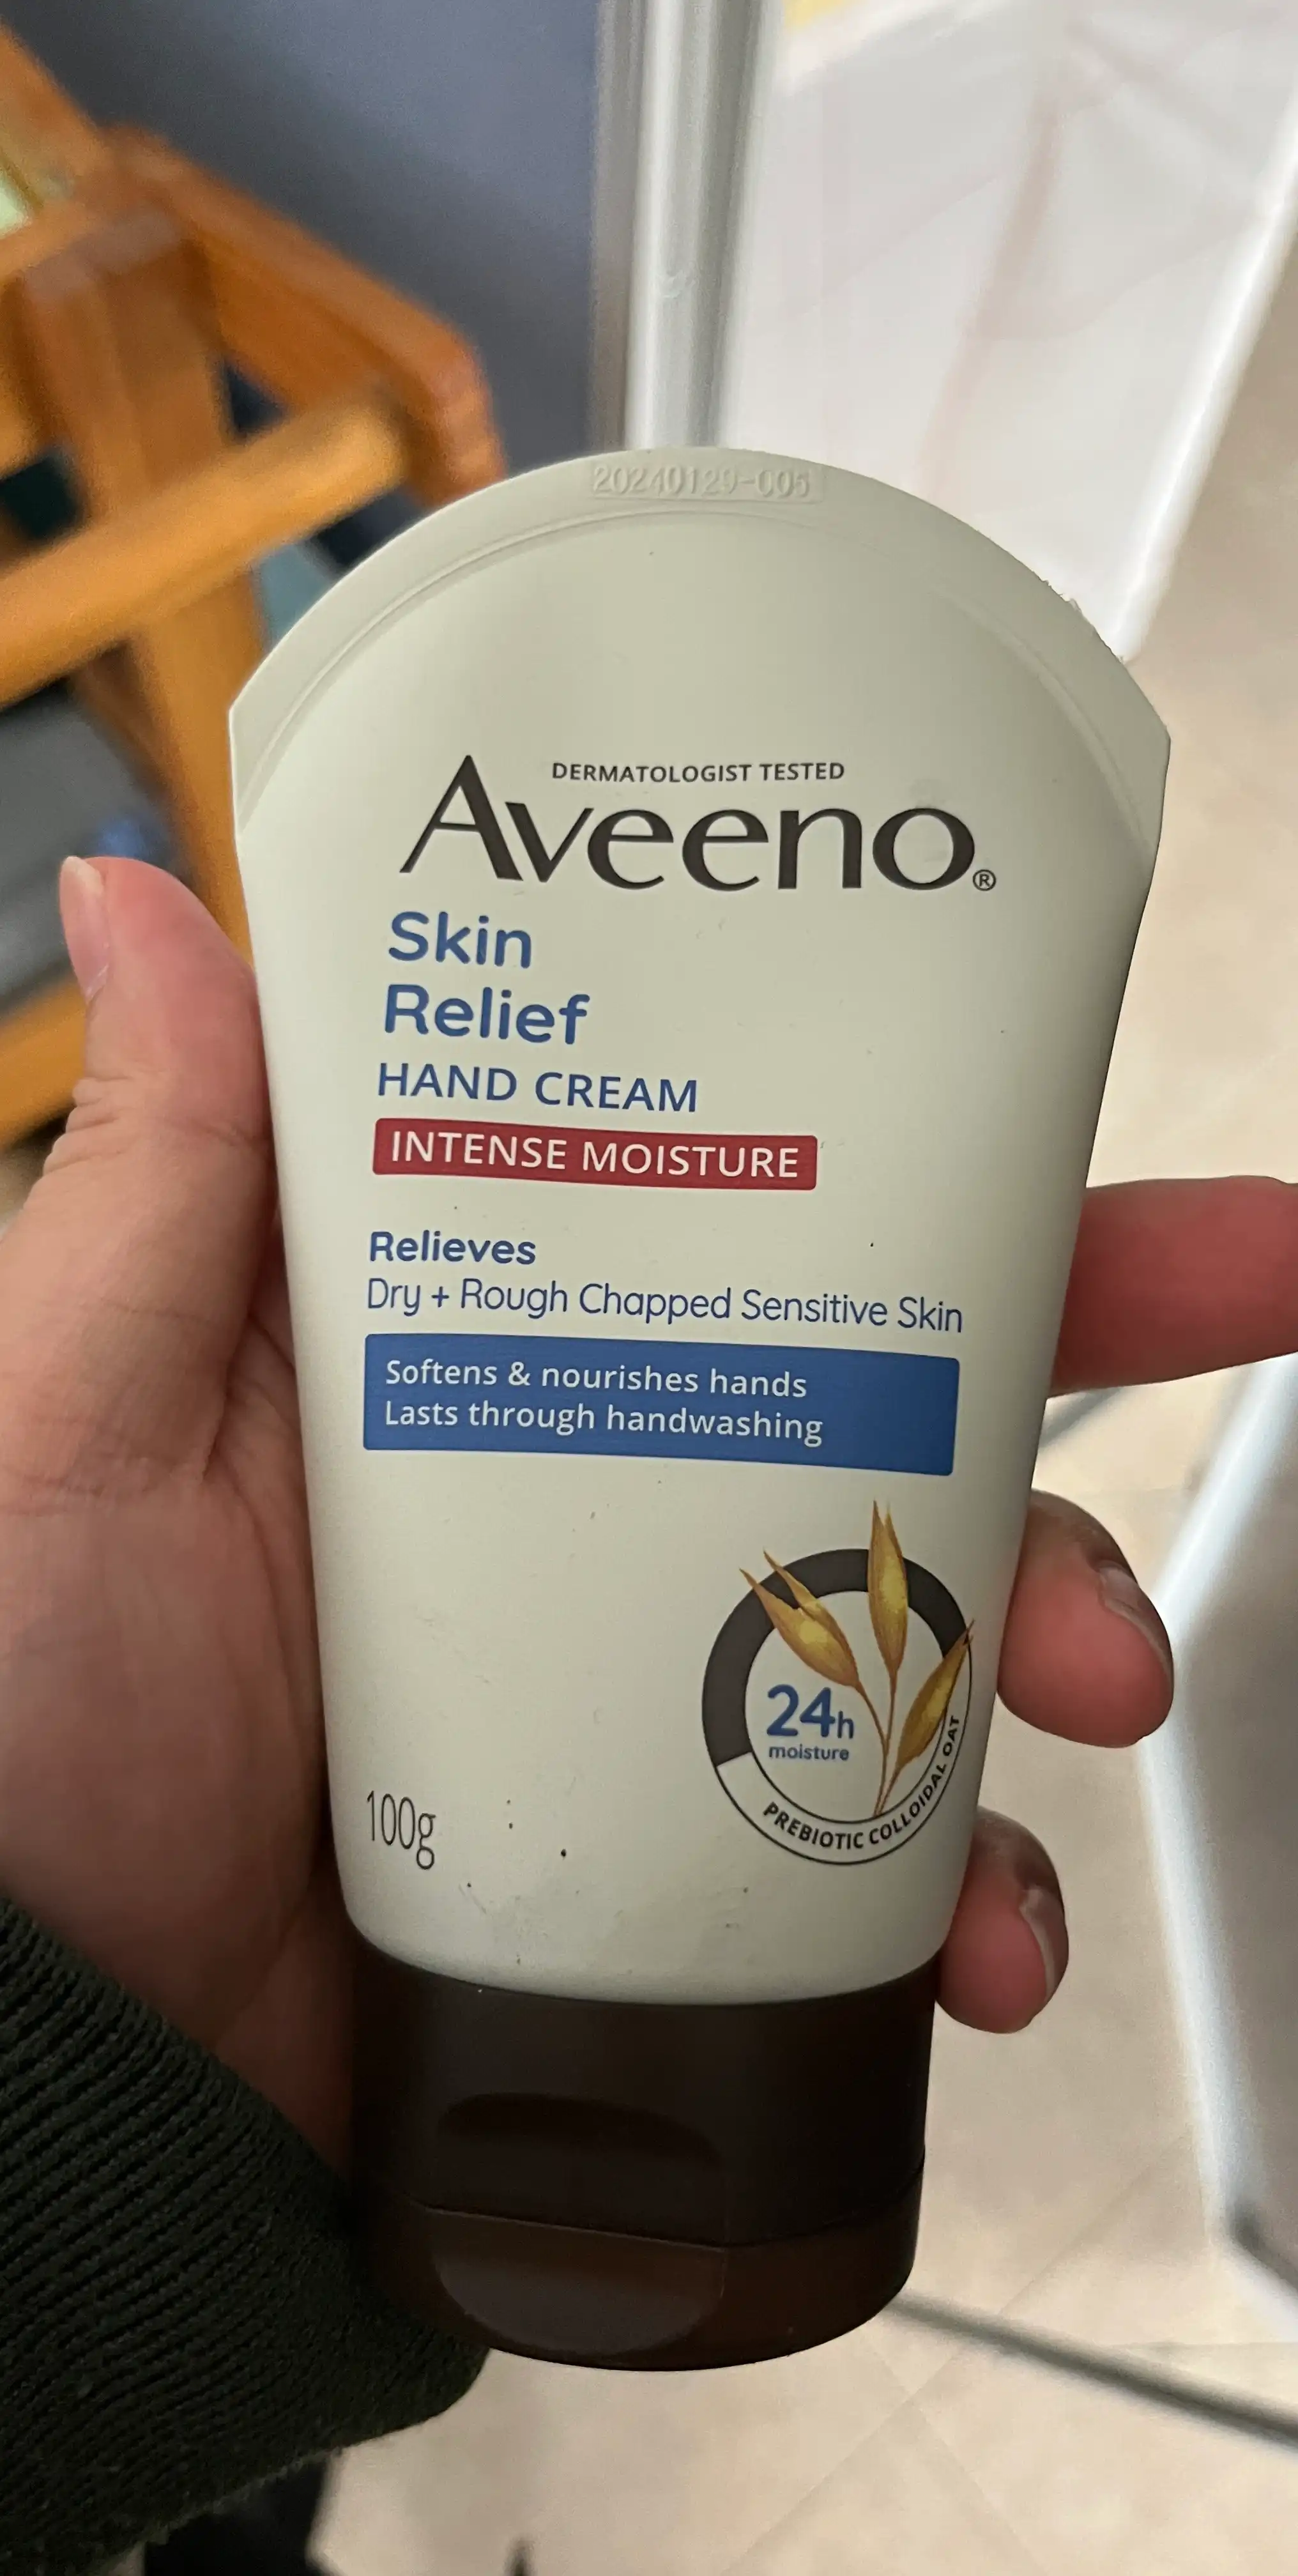 20240129-005
DERMATOLOGIST TESTED
Aveeno®
Skin
Relief
HAND CREAM
INTENSE MOISTURE
Relieves
Dry + Rough Chapped Sensitive Skin
Softens & nourishes hands
Lasts through handwashing
24h
moisture
PREBIOTIC COLLOIDAL OAT
100g